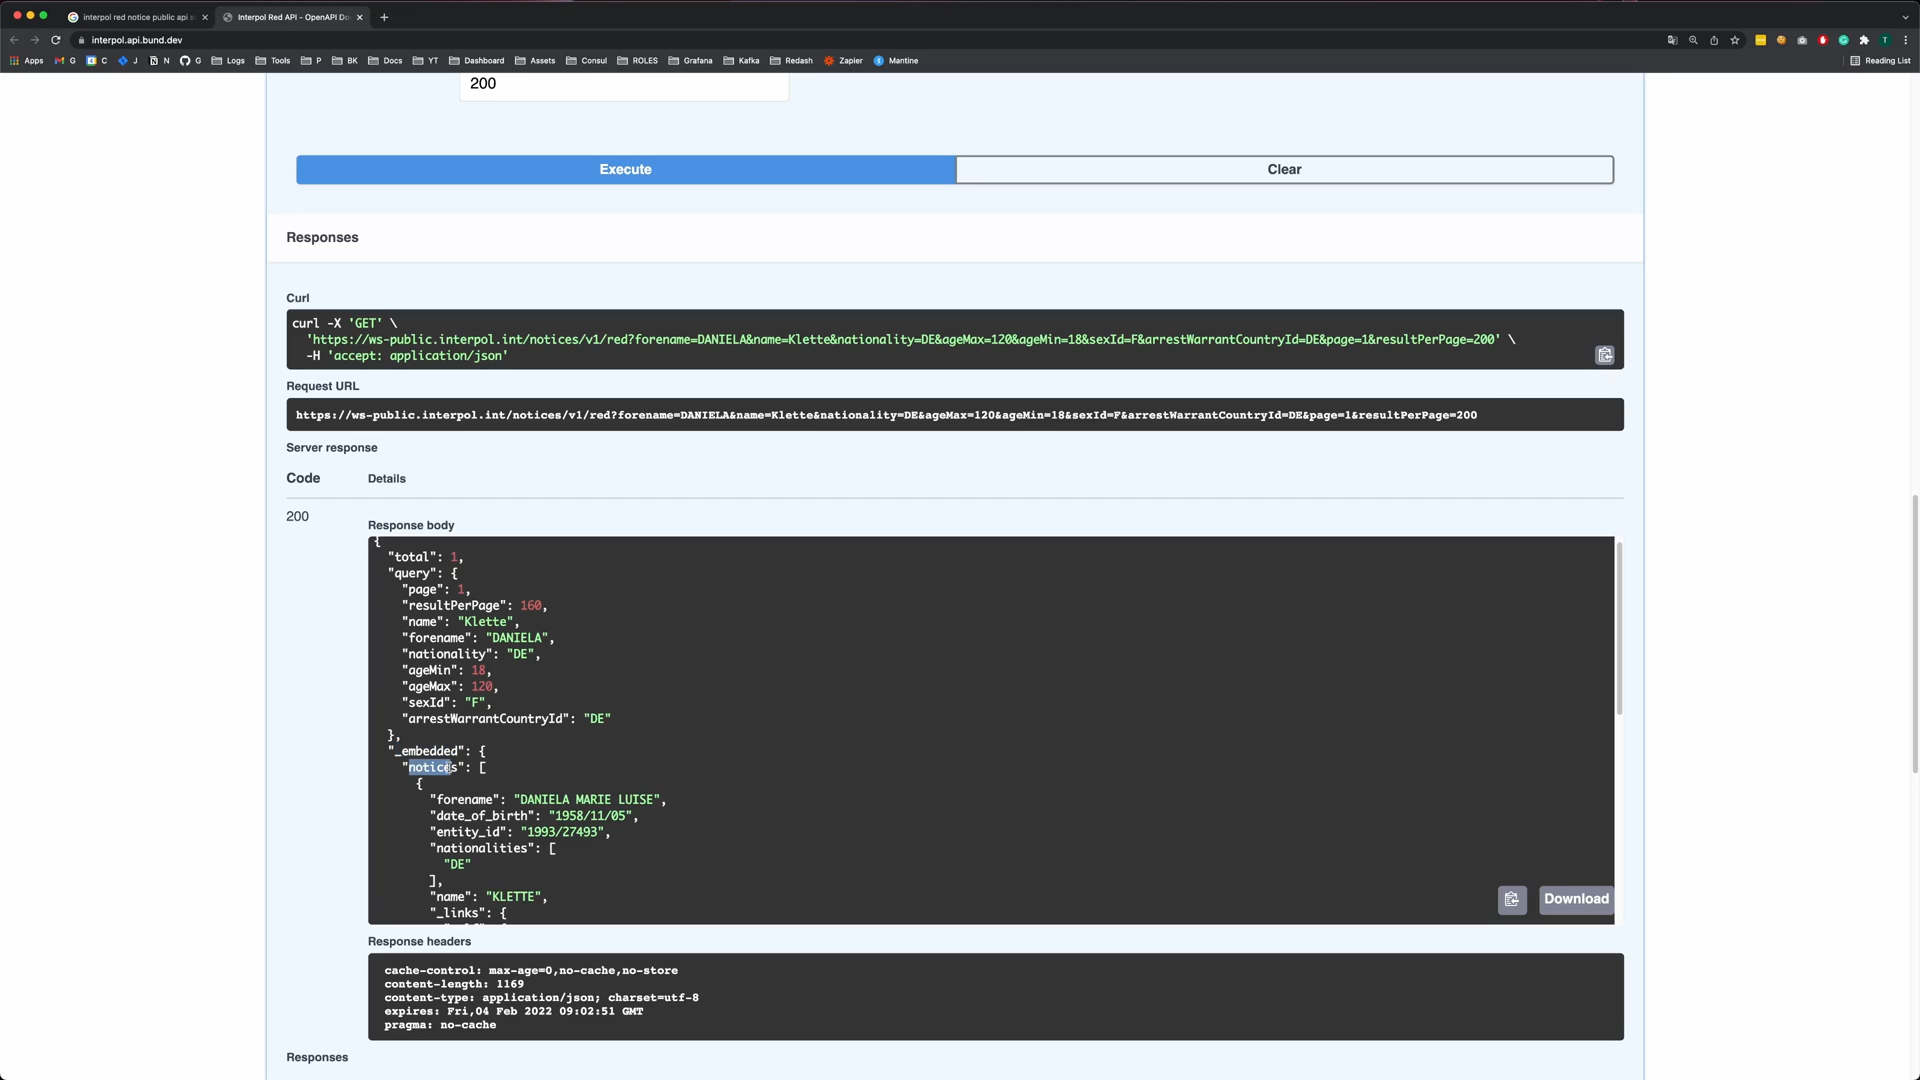 interpol red notice public api s
Interpol Red API - OpenAPI Do
interpol.api.bund.dev
Apps
G
C
J
N
G
Logs
Tools
P
BK
Docs
YT
Dashboard
Assets
Consul
ROLES
Grafana
Kafka
Redash
Zapier
Mantine
Reading List
200
Execute
Clear
Responses
Curl
curl -X 'GET' \
'https://ws-public.interpol.int/notices/v1/red?forename=DANIELA&name=Klette&nationality=DE&ageMax=120&ageMin=18&sexId=F&arrestWarrantCountryId=DE&page=1&resultPerPage=200' \
-H 'accept: application/json'
Request URL
https://ws-public.interpol.int/notices/v1/red?forename=DANIELA&name=Klette&nationality=DE&ageMax=120&ageMin=18&sexId=F&arrestWarrantCountryId=DE&page=1&resultPerPage=200
Server response
Code
Details
200
Response body
{
"total": 1,
"query": {
"page": 1,
"resultPerPage": 160,
"name": "Klette",
"forename": "DANIELA",
"nationality": "DE",
"ageMin": 18,
"ageMax": 120,
"sexId": "F",
"arrestWarrantCountryId": "DE"
},
"_embedded": {
"notices": [
{
"forename": "DANIELA MARIE LUISE",
"date_of_birth": "1958/11/05",
"entity_id": "1993/27493",
"nationalities": [
"DE"
],
"name": "KLETTE",
"_links": {
Download
Response headers
cache-control: max-age=0,no-cache,no-store
content-length: 1169
content-type: application/json; charset=utf-8
expires: Fri,04 Feb 2022 09:02:51 GMT
pragma: no-cache
Responses